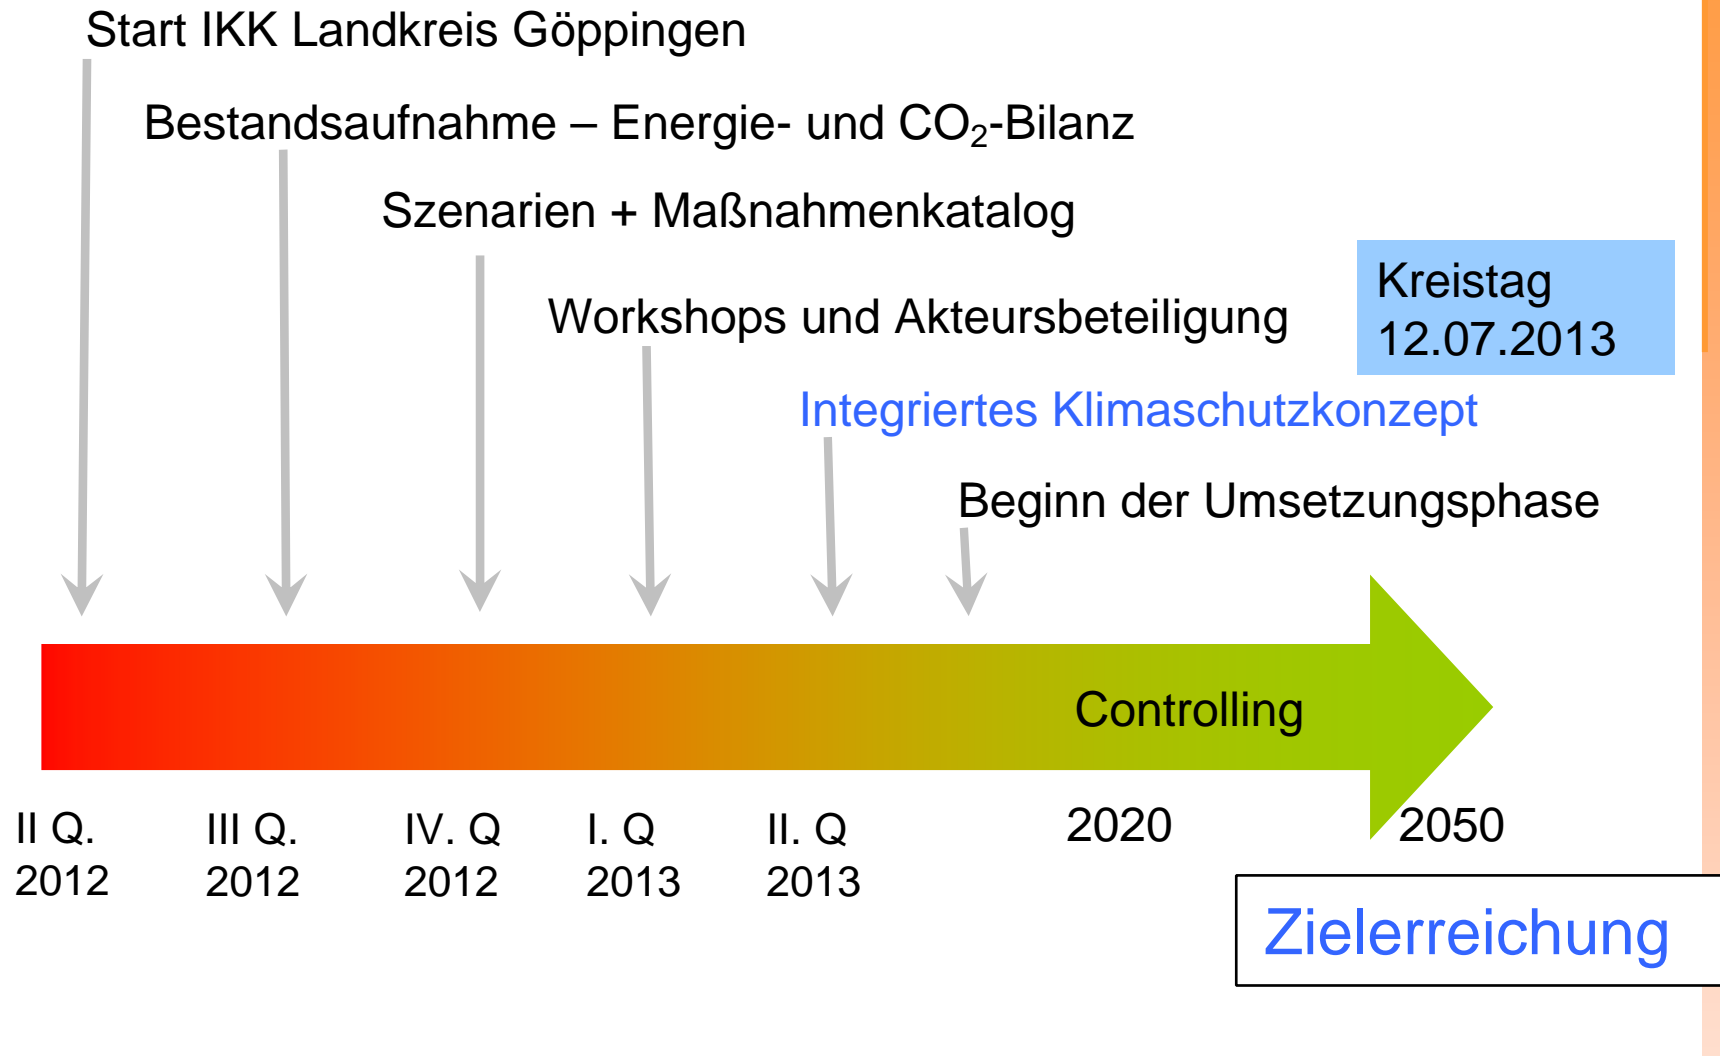 Start IKK Landkreis Göppingen
Bestandsaufnahme – Energie- und CO₂-Bilanz
Szenarien + Maßnahmenkatalog
Workshops und Akteursbeteiligung
Kreistag
12.07.2013
Integriertes Klimaschutzkonzept
Beginn der Umsetzungsphase
Controlling
II Q.
2012
III Q.
2012
IV. Q
2012
I. Q
2013
II. Q
2013
2020
2050
Zielerreichung